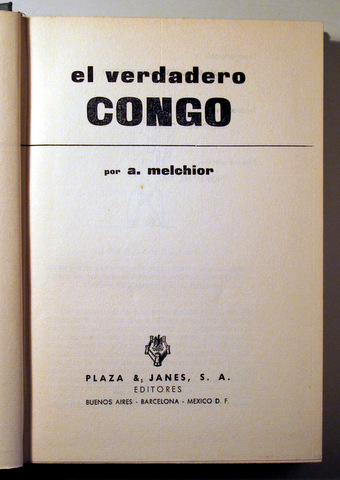 el verdadero
CONGO
por a. melchior
PLAZA & JANES, S. A.
EDITORES
BUENOS AIRES - BARCELONA - MEXICO D. F.